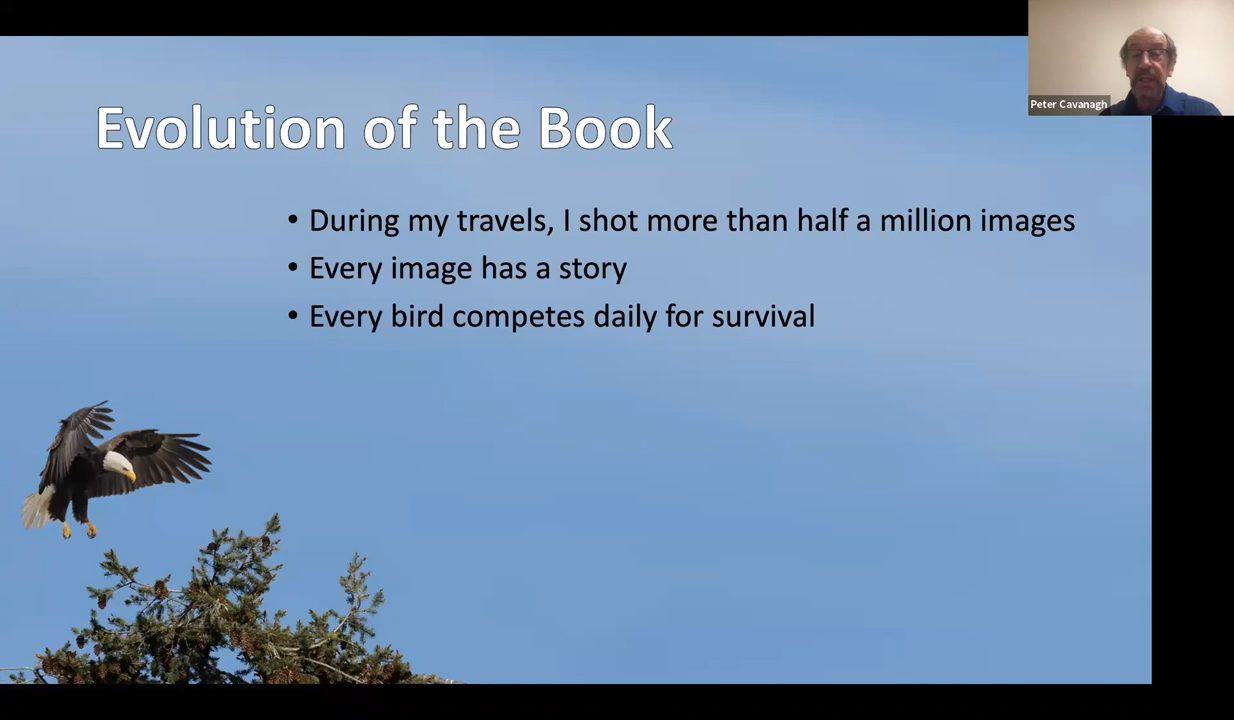 Evolution of the Book
• During my travels, I shot more than half a million images
• Every image has a story
• Every bird competes daily for survival
Peter Cavanagh